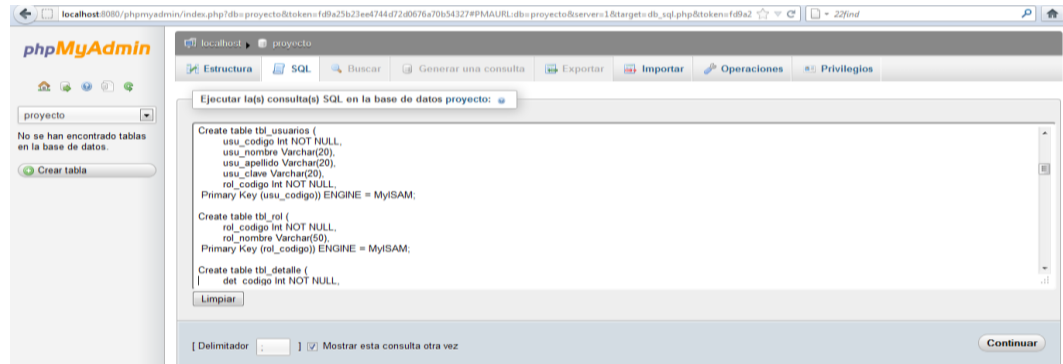 localhost:8080/phpmyadmin/index.php?db=proyecto&token=fd9a25b23ee4744d72d0676a70b54327#PMAURL:db=proyecto&server=1&target=db_sql.php&token=fd9a2
22find
phpMyAdmin
localhost
proyecto
Estructura
SQL
Buscar
Generar una consulta
Exportar
Importar
Operaciones
Privilegios
proyecto
No se han encontrado tablas
en la base de datos.
Crear tabla
Ejecutar la(s) consulta(s) SQL en la base de datos proyecto:
Create table tbl_usuarios (
usu_codigo Int NOT NULL,
usu_nombre Varchar(20),
usu_apellido Varchar(20),
usu_clave Varchar(20),
rol_codigo Int NOT NULL,
Primary Key (usu_codigo)) ENGINE = MyISAM;
Create table tbl_rol (
rol_codigo Int NOT NULL,
rol_nombre Varchar(50),
Primary Key (rol_codigo)) ENGINE = MyISAM;
Create table tbl_detalle (
det_codigo Int NOT NULL,
Limpiar
[ Delimitador ; ] Mostrar esta consulta otra vez
Continuar